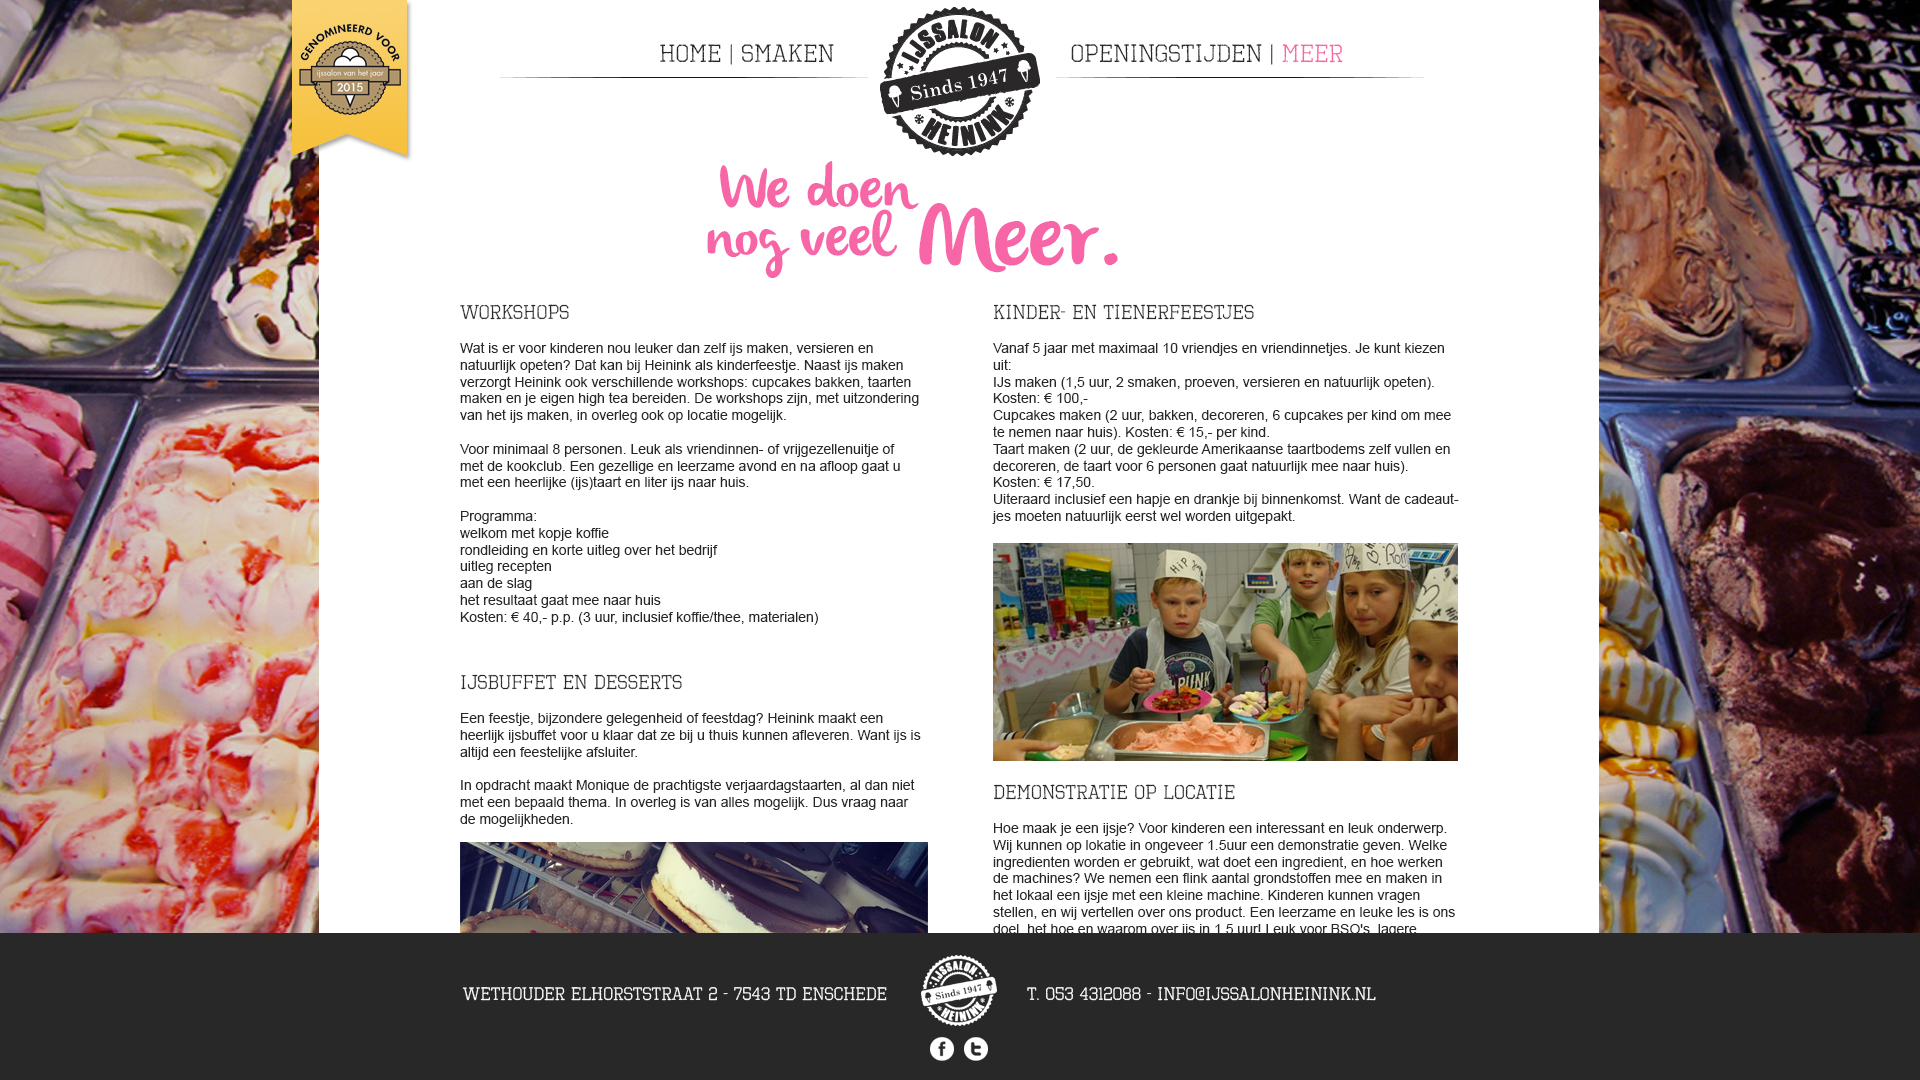 GENOMINEERD VOOR
ijssalon van het jaar
2015
HOME | SMAKEN
IJSSALON
Sinds 1947
HEININK
OPENINGSTIJDEN | MEER
We doen
nog veel Meer.
WORKSHOPS
Wat is er voor kinderen nou leuker dan zelf ijs maken, versieren en
natuurlijk opeten? Dat kan bij Heinink als kinderfeestje. Naast ijs maken
verzorgt Heinink ook verschillende workshops: cupcakes bakken, taarten
maken en je eigen high tea bereiden. De workshops zijn, met uitzondering
van het ijs maken, in overleg ook op locatie mogelijk.
Voor minimaal 8 personen. Leuk als vriendinnen- of vrijgezellenuitje of
met de kookclub. Een gezellige en leerzame avond en na afloop gaat u
met een heerlijke (ijs)taart en liter ijs naar huis.
Programma:
welkom met kopje koffie
rondleiding en korte uitleg over het bedrijf
uitleg recepten
aan de slag
het resultaat gaat mee naar huis
Kosten: € 40,- p.p. (3 uur, inclusief koffie/thee, materialen)
IJSBUFFET EN DESSERTS
Een feestje, bijzondere gelegenheid of feestdag? Heinink maakt een
heerlijk ijsbuffet voor u klaar dat ze bij u thuis kunnen afleveren. Want ijs is
altijd een feestelijke afsluiter.
In opdracht maakt Monique de prachtigste verjaardagstaarten, al dan niet
met een bepaald thema. In overleg is van alles mogelijk. Dus vraag naar
de mogelijkheden.
KINDER- EN TIENERFEESTJES
Vanaf 5 jaar met maximaal 10 vriendjes en vriendinnetjes. Je kunt kiezen
uit:
IJs maken (1,5 uur, 2 smaken, proeven, versieren en natuurlijk opeten).
Kosten: € 100,-
Cupcakes maken (2 uur, bakken, decoreren, 6 cupcakes per kind om mee
te nemen naar huis). Kosten: € 15,- per kind.
Taart maken (2 uur, de gekleurde Amerikaanse taartbodems zelf vullen en
decoreren, de taart voor 6 personen gaat natuurlijk mee naar huis).
Kosten: € 17,50.
Uiteraard inclusief een hapje en drankje bij binnenkomst. Want de cadeaut-
jes moeten natuurlijk eerst wel worden uitgepakt.
HIP
DEMONSTRATIE OP LOCATIE
Hoe maak je een ijsje? Voor kinderen een interessant en leuk onderwerp.
Wij kunnen op lokatie in ongeveer 1.5uur een demonstratie geven. Welke
ingredienten worden er gebruikt, wat doet een ingredient, en hoe werken
de machines? We nemen een flink aantal grondstoffen mee en maken in
het lokaal een ijsje met een kleine machine. Kinderen kunnen vragen
stellen, en wij vertellen over ons product. Een leerzame en leuke les is ons
doel, het hoe en waarom over ijs in 1,5 uur! Leuk voor BSO's, lagere
WETHOUDER ELHORSTSTRAAT 2 - 7543 TD ENSCHEDE
IJSSALON
Sinds 1947
HEININK
T. 053 4312088 - INFO@IJSSALONHEININK.NL